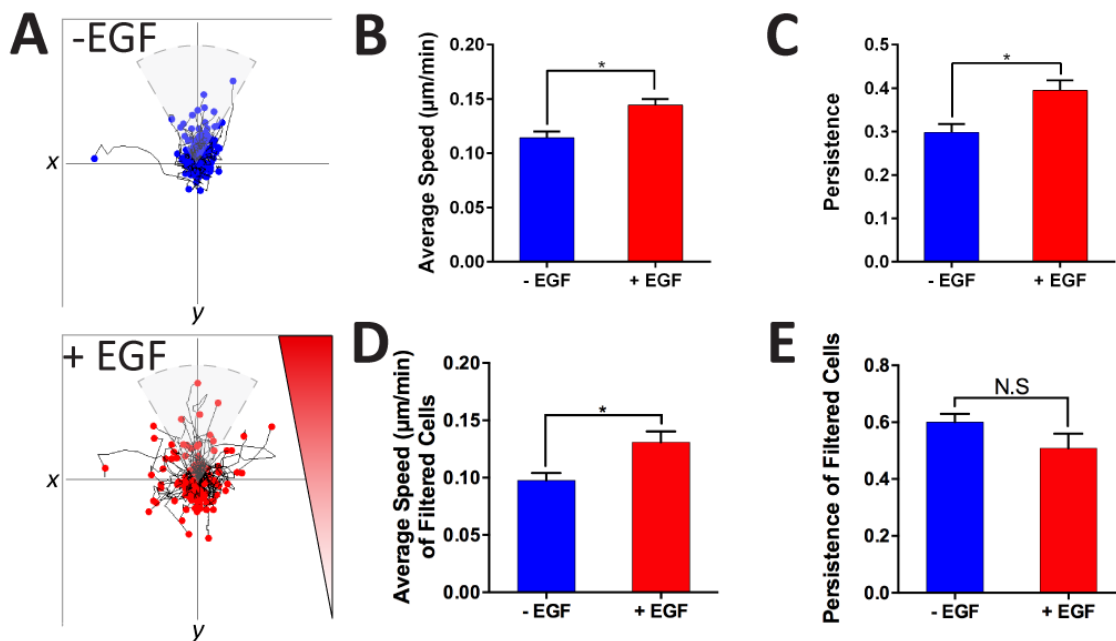 A
-EGF
x
y
+ EGF
x
y
B
Average Speed (µm/min)
0.20
0.15
0.10
0.05
0.00
*
- EGF
+ EGF
C
Persistence
0.5
0.4
0.3
0.2
0.1
0.0
*
- EGF
+ EGF
D
Average Speed (µm/min)
of Filtered Cells
0.20
0.15
0.10
0.05
0.00
*
- EGF
+ EGF
E
Persistence of Filtered Cells
0.8
0.6
0.4
0.2
0.0
N.S
- EGF
+ EGF